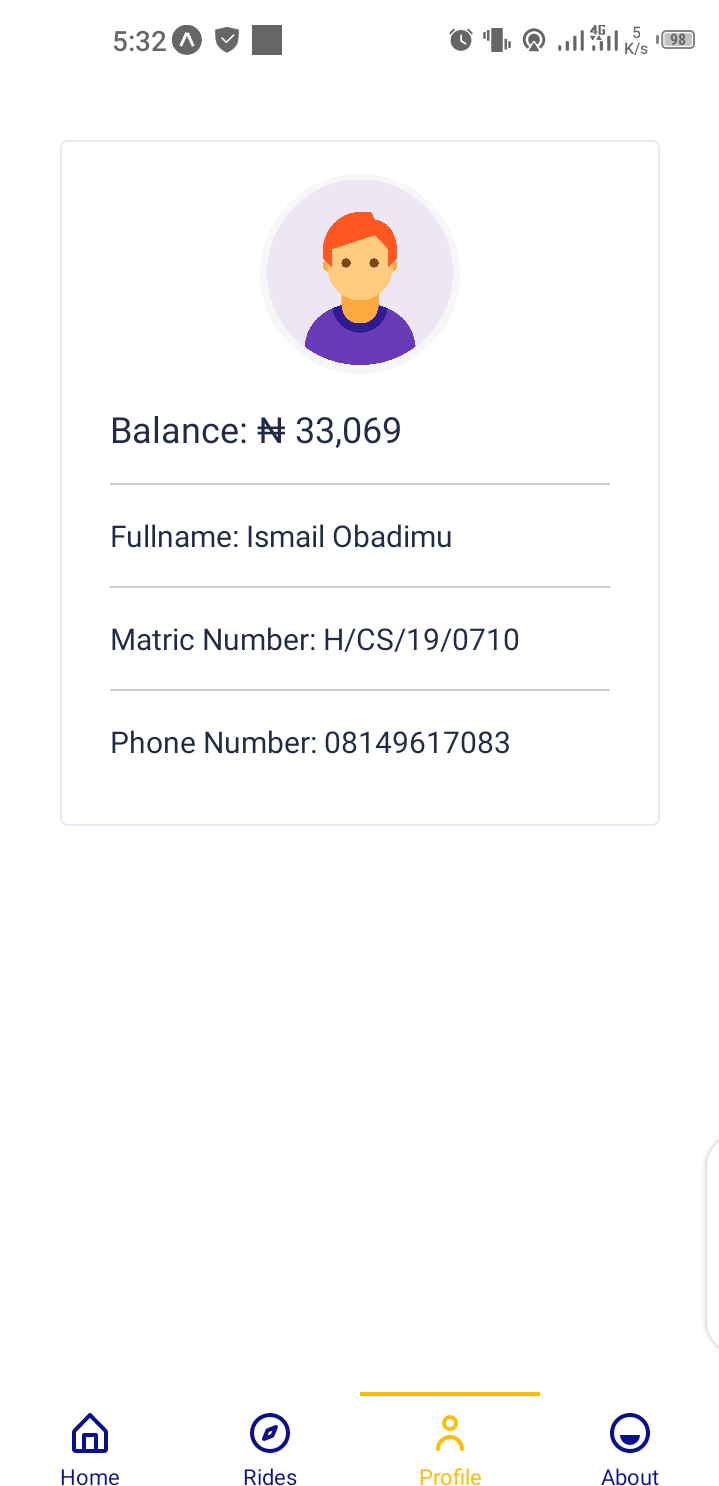 5:32 4G 5 K/s 98
Balance: ₦ 33,069
Fullname: Ismail Obadimu
Matric Number: H/CS/19/0710
Phone Number: 08149617083
Home Rides Profile About